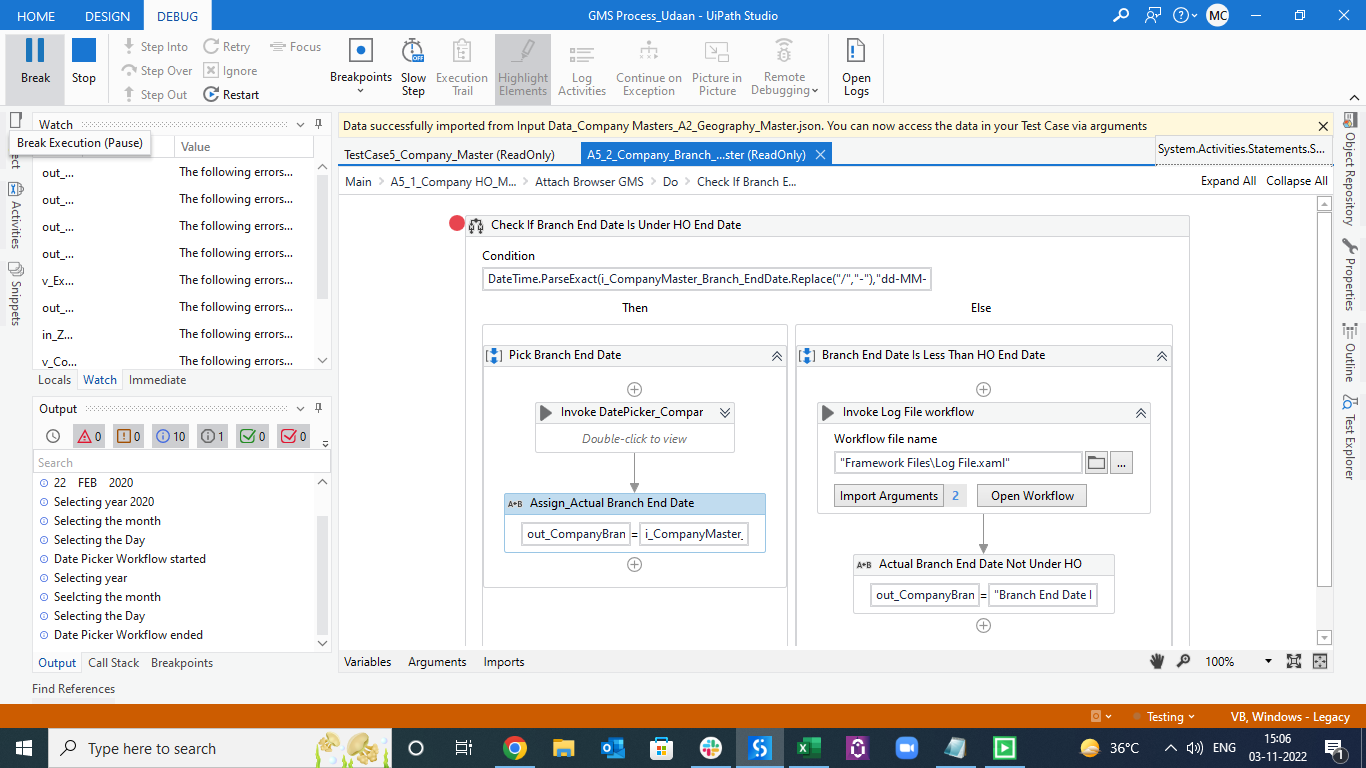 HOME DESIGN DEBUG GMS Process_Udaan - UiPath Studio MC
Break
Stop
Step Into
Step Over
Step Out
Retry
Ignore
Restart
Focus
Breakpoints
Slow
Step
OFF
Execution
Trail
Highlight
Elements
Log
Activities
Continue on
Exception
Picture in
Picture
Remote
Debugging
Open
Logs
Watch
Break Execution (Pause)
Value
out_... The following errors...
out_... The following errors...
out_... The following errors...
out_... The following errors...
v_Ex... The following errors...
out_... The following errors...
in_Z... The following errors...
v_Co... The following errors...
Locals Watch Immediate
Activities
Snippets
Output
0 0 10 1 0 0
Search
22 FEB 2020
Selecting year 2020
Selecting the month
Selecting the Day
Date Picker Workflow started
Selecting year
Seelcting the month
Selecting the Day
Date Picker Workflow ended
Output Call Stack Breakpoints
Find References
Data successfully imported from Input Data_Company Masters_A2_Geography_Master.json. You can now access the data in your Test Case via arguments
TestCase5_Company_Master (ReadOnly) A5_2_Company_Branch_...ster (ReadOnly)
System.Activities.Statements.S...
Main A5_1_Company HO_M... Attach Browser GMS Do Check If Branch E...
Expand All Collapse All
Check If Branch End Date Is Under HO End Date
Condition
DateTime.ParseExact(i_CompanyMaster_Branch_EndDate.Replace("/","-"),"dd-MM-
Then Else
Pick Branch End Date
Invoke DatePicker_Compar
Double-click to view
A+B Assign_Actual Branch End Date
out_CompanyBran = i_CompanyMaster_
Branch End Date Is Less Than HO End Date
Invoke Log File workflow
Workflow file name
"Framework Files\Log File.xaml" ...
Import Arguments 2 Open Workflow
A+B Actual Branch End Date Not Under HO
out_CompanyBran = "Branch End Date I
Variables Arguments Imports
100%
Object Repository
Properties
Outline
Test Explorer
Testing VB, Windows - Legacy
Type here to search
36°C ENG
15:06
03-11-2022
1